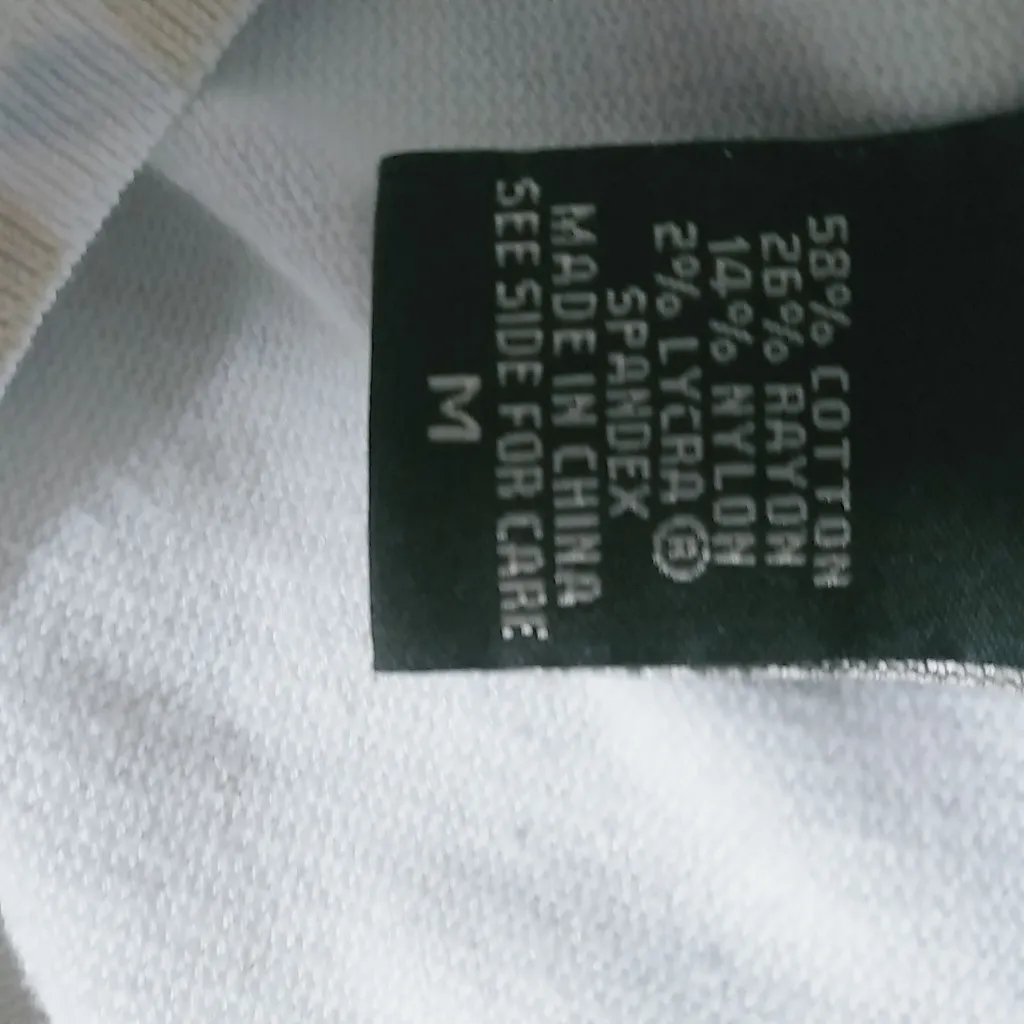 58% COTTON
26% RAYON
14% NYLON
2% LYCRA ®
SPANDEX
MADE IN CHINA
SEE SIDE FOR CARE
M